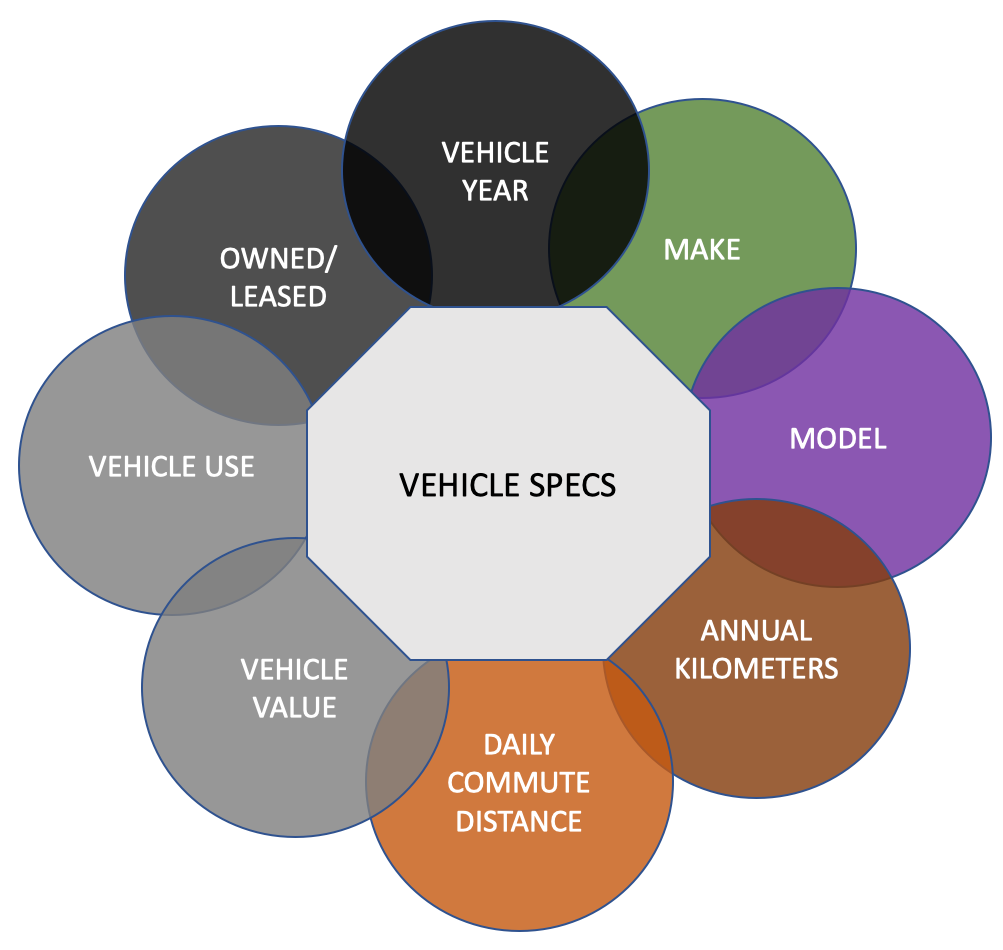 VEHICLE
YEAR
MAKE
OWNED/
LEASED
MODEL
VEHICLE USE
VEHICLE SPECS
ANNUAL
KILOMETERS
VEHICLE
VALUE
DAILY
COMMUTE
DISTANCE